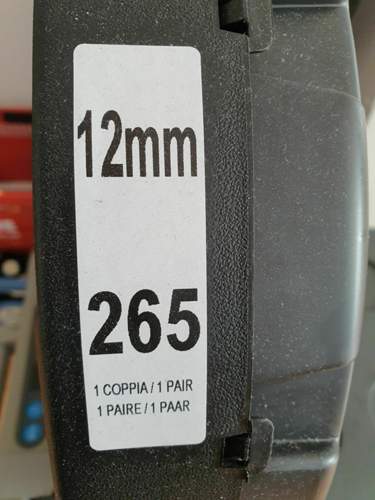 12mm
265
1 COPPIA / 1 PAIR
1 PAIRE / 1 PAAR